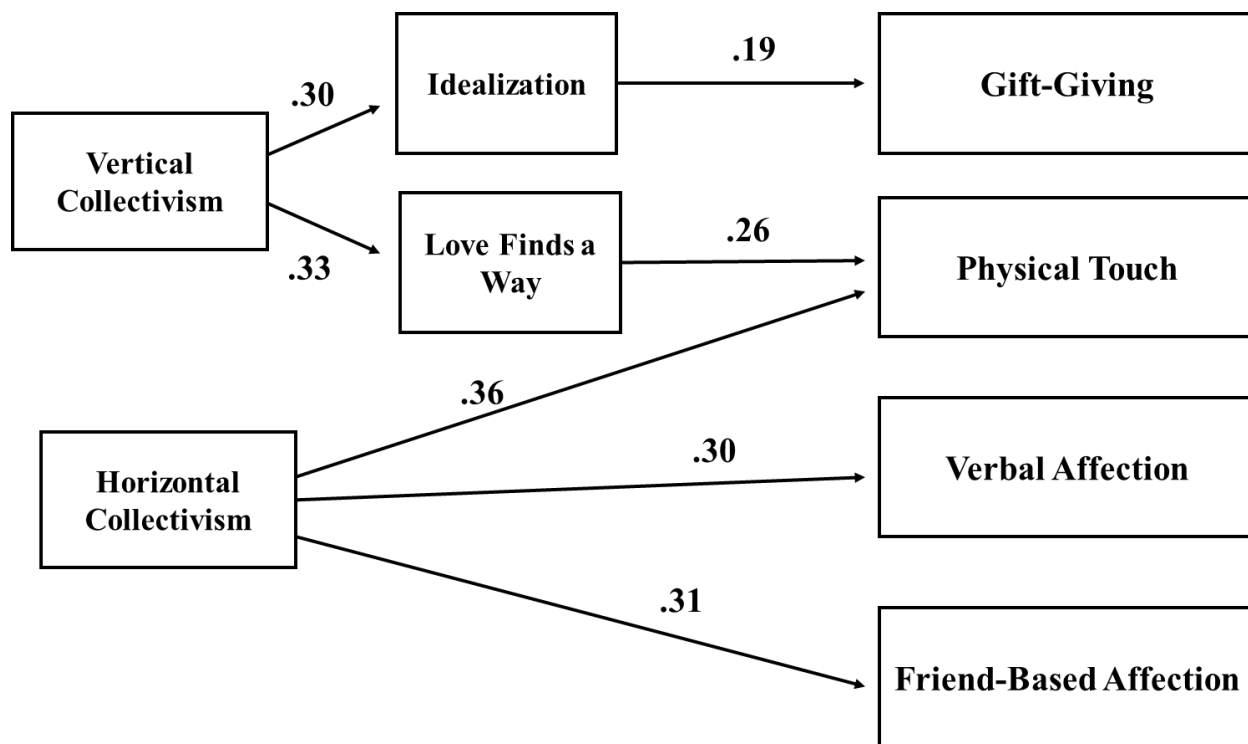 .19
Idealization
Gift-Giving
.30
Vertical
Collectivism
Love Finds a
Way
.26
Physical Touch
.33
.36
.30
Verbal Affection
Horizontal
Collectivism
.31
Friend-Based Affection